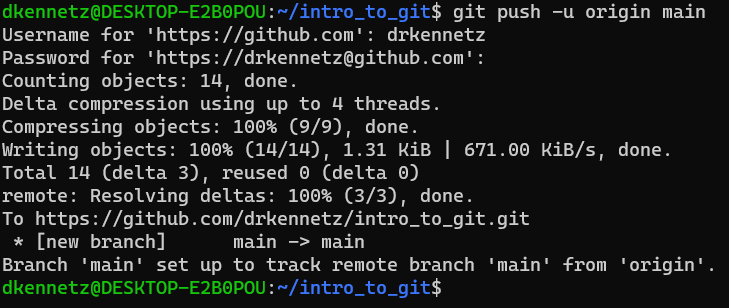 dkennetz@DESKTOP-E2B0POU:~/intro_to_git$ git push -u origin main
Username for 'https://github.com': drkennetz
Password for 'https://drkennetz@github.com':
Counting objects: 14, done.
Delta compression using up to 4 threads.
Compressing objects: 100% (9/9), done.
Writing objects: 100% (14/14), 1.31 KiB | 671.00 KiB/s, done.
Total 14 (delta 3), reused 0 (delta 0)
remote: Resolving deltas: 100% (3/3), done.
To https://github.com/drkennetz/intro_to_git.git
 * [new branch]      main -> main
Branch 'main' set up to track remote branch 'main' from 'origin'.
dkennetz@DESKTOP-E2B0POU:~/intro_to_git$